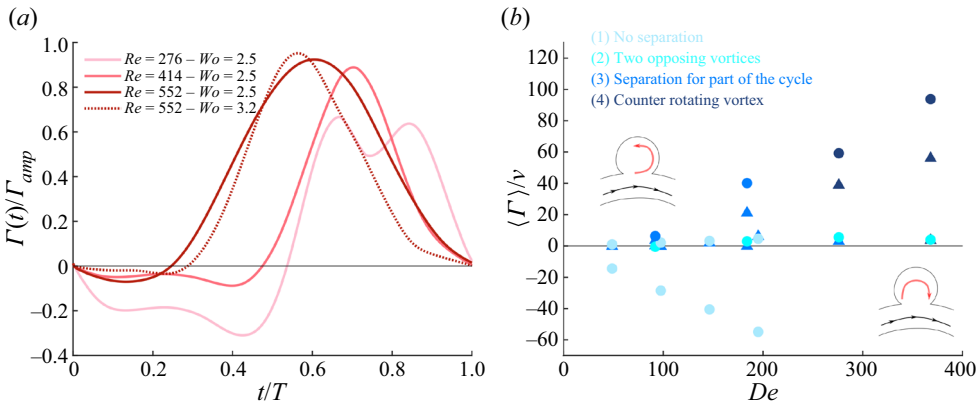 (a)
1.0
0.8
0.6
0.4
0.2
0
–0.2
–0.4
Γ(t)/Γamp
Re = 276 – Wo = 2.5
Re = 414 – Wo = 2.5
Re = 552 – Wo = 2.5
Re = 552 – Wo = 3.2
0 0.2 0.4 0.6 0.8 1.0
t/T
(b)
(1) No separation
(2) Two opposing vortices
(3) Separation for part of the cycle
(4) Counter rotating vortex
120
100
80
60
40
20
0
–20
–40
–60
⟨Γ⟩/ν
0 100 200 300 400
De